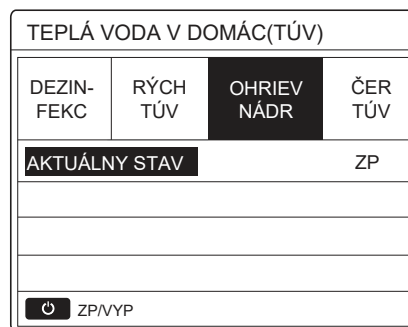 TEPLÁ VODA V DOMÁC(TÚV)
DEZIN-
FEKC
RÝCH
TÚV
OHRIEV
NÁDR
ČER
TÚV
AKTUÁLNY STAV ZP
ZP/VYP